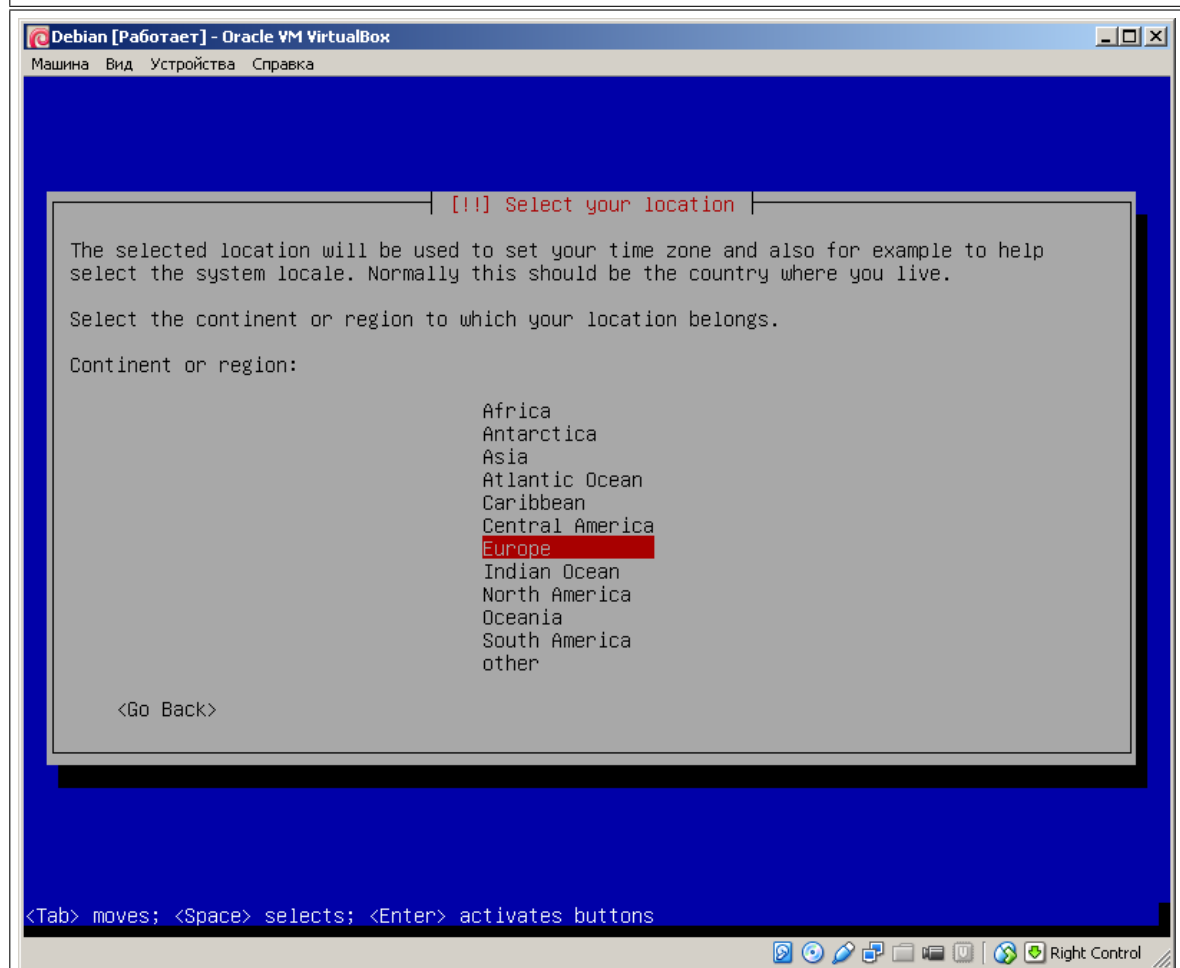 Debian [Работает] - Oracle VM VirtualBox
Машина Вид Устройства Справка
[!!] Select your location
The selected location will be used to set your time zone and also for example to help
select the system locale. Normally this should be the country where you live.
Select the continent or region to which your location belongs.
Continent or region:
Africa
Antarctica
Asia
Atlantic Ocean
Caribbean
Central America
Europe
Indian Ocean
North America
Oceania
South America
other
<Go Back>
<Tab> moves; <Space> selects; <Enter> activates buttons
Right Control